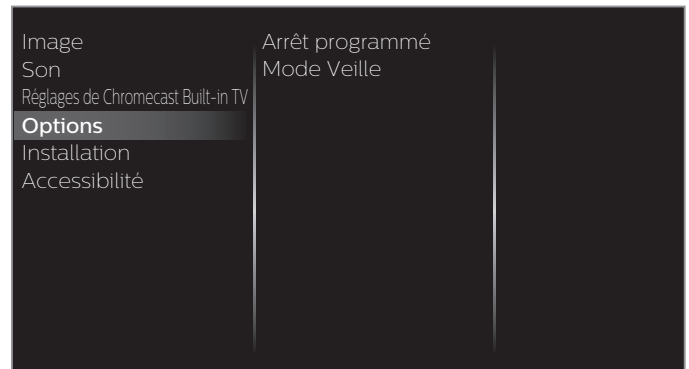 Image
Son
Réglages de Chromecast Built-in TV
Options
Installation
Accessibilité
Arrêt programmé
Mode Veille